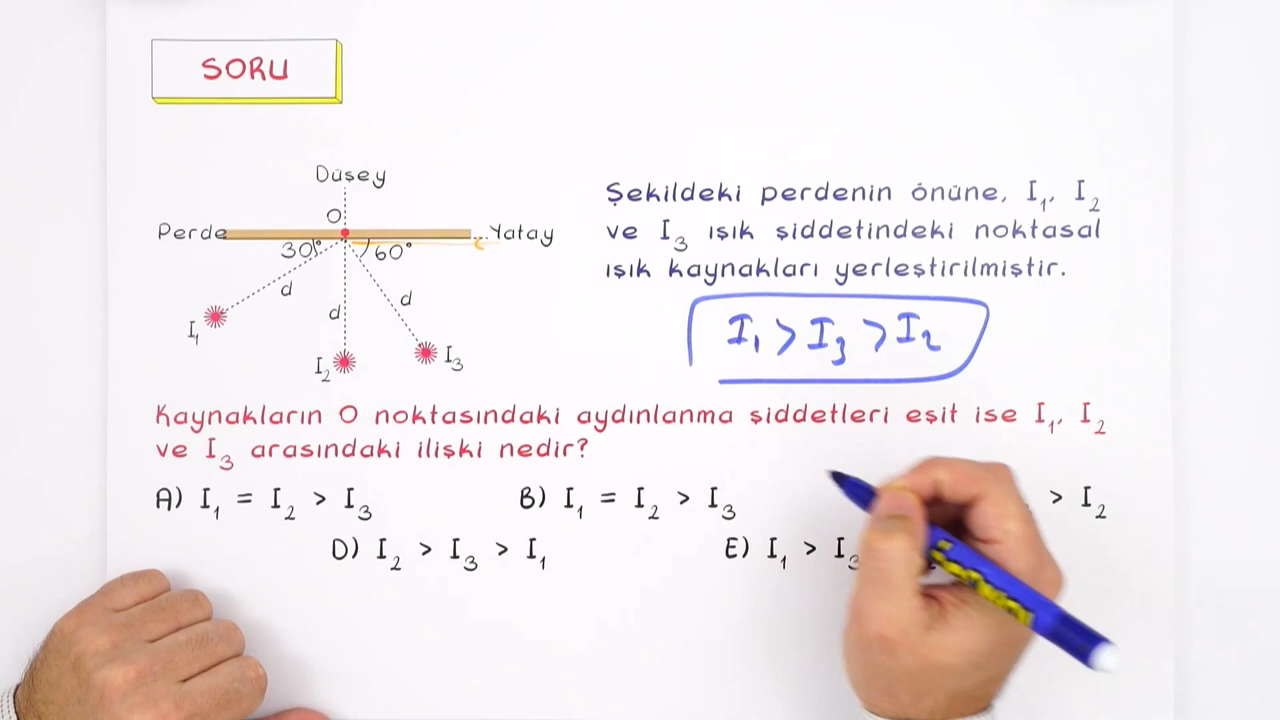 SORU
Düşey
O
Perde
Yatay
30°
60°
d
d
d
I₁
I₂
I₃
Şekildeki perdenin önüne, I₁, I₂
ve I₃ ışık şiddetindeki noktasal
ışık kaynakları yerleştirilmiştir.
I₁ > I₃ > I₂
Kaynakların O noktasındaki aydınlanma şiddetleri eşit ise I₁, I₂
ve I₃ arasındaki ilişki nedir?
A) I₁ = I₂ > I₃
B) I₁ = I₂ > I₃
> I₂
D) I₂ > I₃ > I₁
E) I₁ > I₃